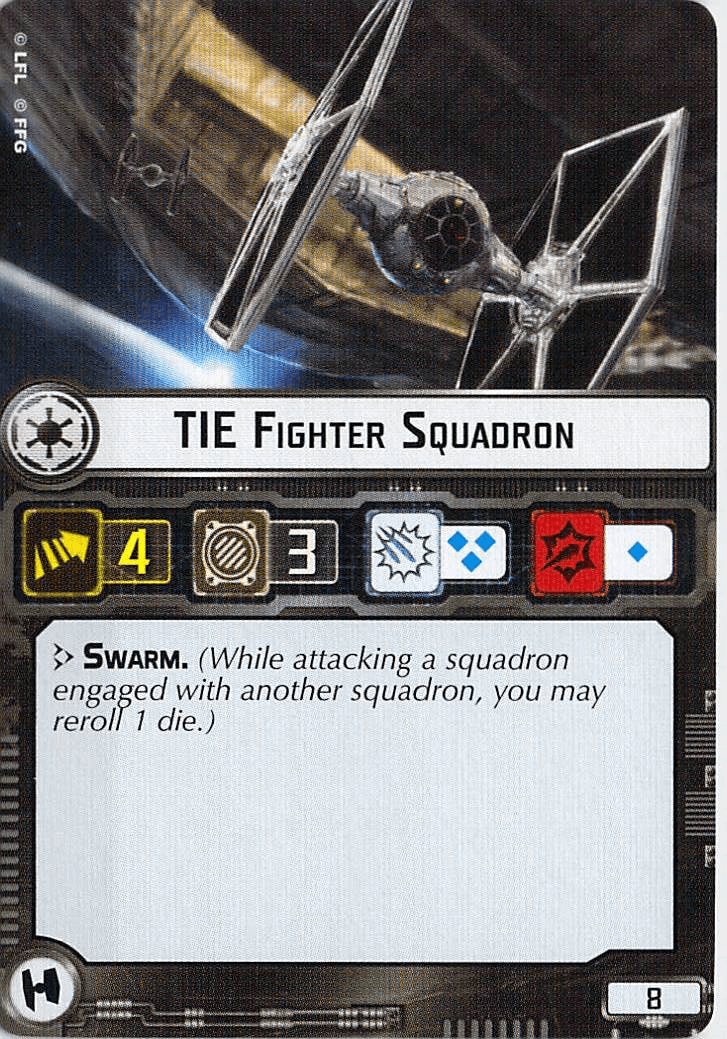 © LFL © FFG
TIE FIGHTER SQUADRON
4
3
SWARM. (While attacking a squadron
engaged with another squadron, you may
reroll 1 die.)
8